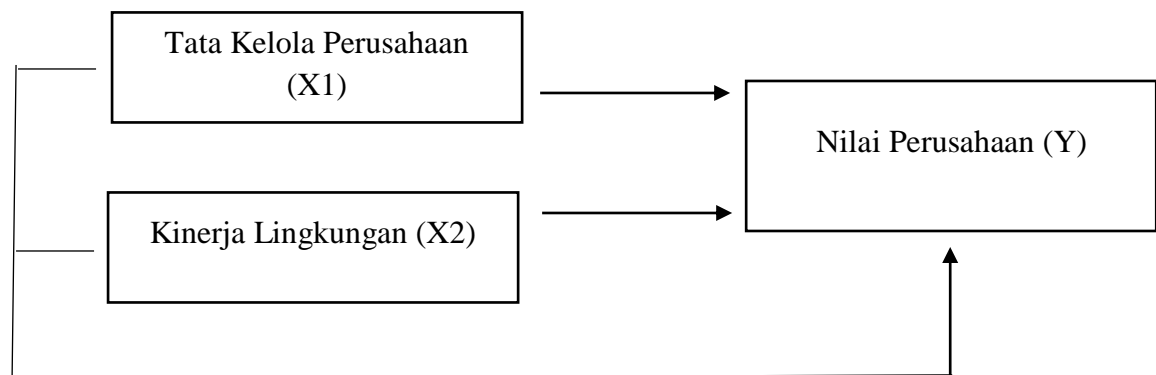 Tata Kelola Perusahaan
(X1)
Nilai Perusahaan (Y)
Kinerja Lingkungan (X2)